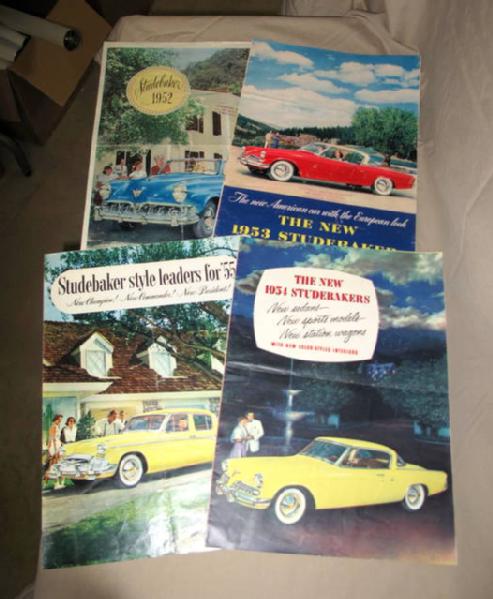 Studebaker
1952
The new American car with the European look
THE NEW
1953 STUDEBAKER
Studebaker style leaders for '55
New Champion! New Commander! New President!
THE NEW
1954 STUDEBAKERS
New sedans—
New sports models—
New station wagons